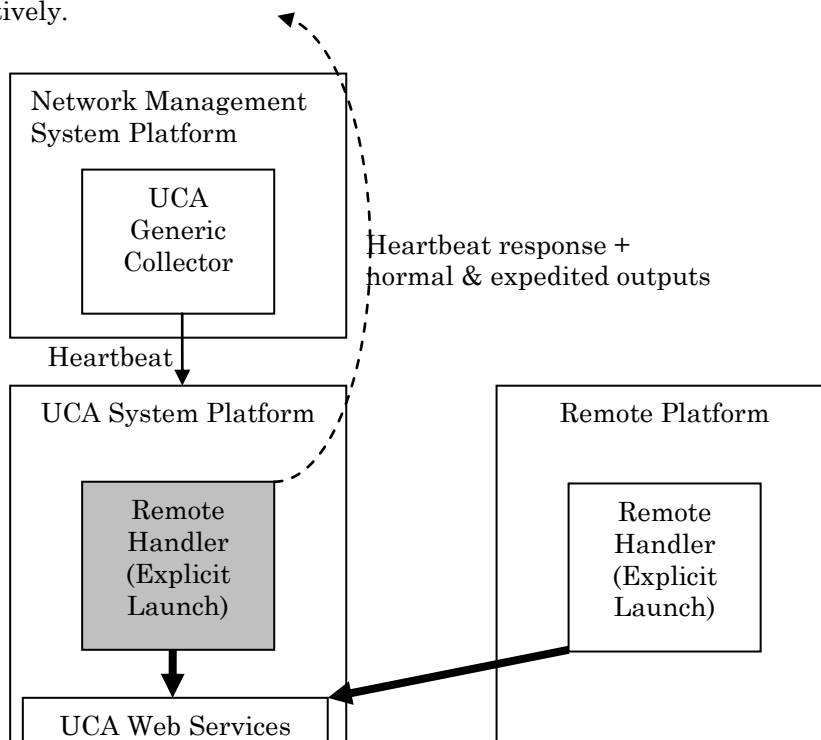 tively.
Network Management
System Platform
UCA
Generic
Collector
Heartbeat response +
normal & expedited outputs
Heartbeat
UCA System Platform
Remote
Handler
(Explicit
Launch)
Remote Platform
Remote
Handler
(Explicit
Launch)
UCA Web Services